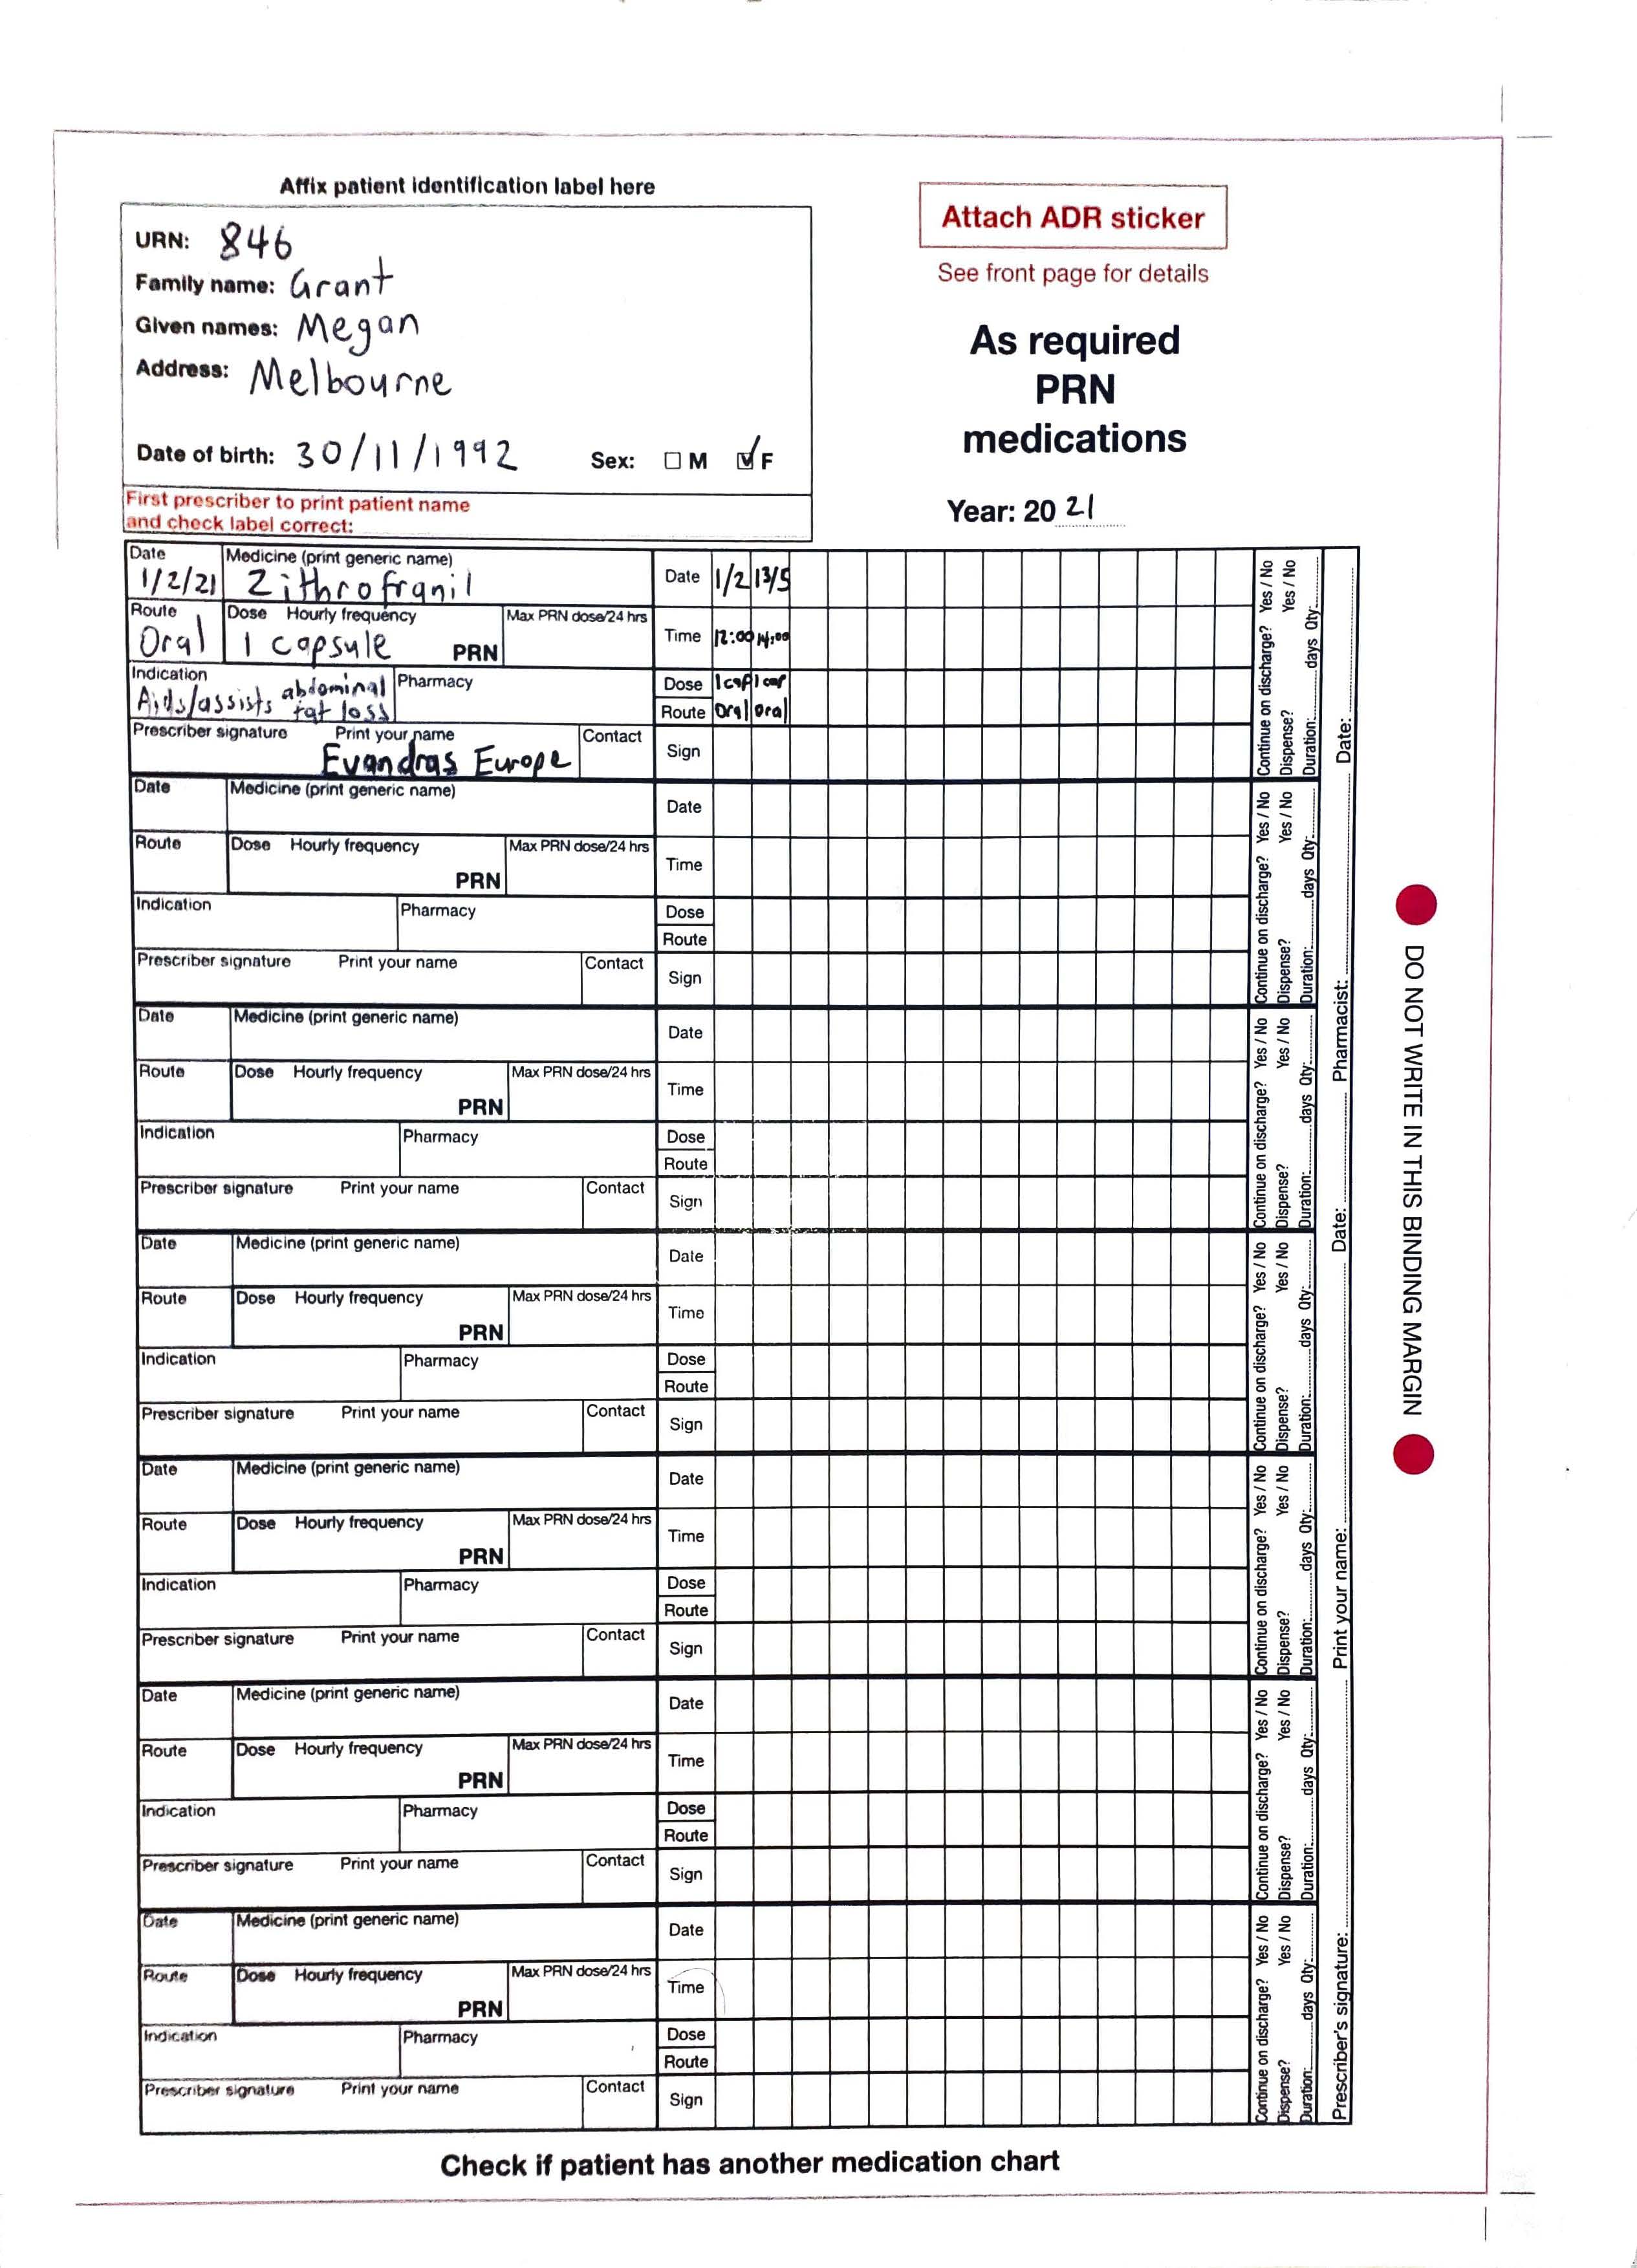 Affix patient identification label here
URN: 846
Family name: Grant
Given names: Megan
Address: Melbourne
Date of birth: 30/11/1992 Sex: M F
First prescriber to print patient name
and check label correct:
Attach ADR sticker
See front page for details
As required
PRN
medications
Year: 20 21
Date Medicine (print generic name)
1/2/21 Zithrofranil
Route Dose Hourly frequency Max PRN dose/24 hrs
Oral 1 capsule PRN
Indication Pharmacy
Aids/assists abdominal
fat loss
Prescriber signature Print your name Contact
Evandras Europe
Date 1/2 13/5
Time 12:00 14:00
Dose 1cap 1cap
Route Oral Oral
Sign
Continue on discharge? Yes / No
Dispense? Yes / No
Duration: days Qty:
Date Medicine (print generic name)
Route Dose Hourly frequency Max PRN dose/24 hrs
PRN
Indication Pharmacy
Prescriber signature Print your name Contact
Date
Time
Dose
Route
Sign
Continue on discharge? Yes / No
Dispense? Yes / No
Duration: days Qty:
Date Medicine (print generic name)
Route Dose Hourly frequency Max PRN dose/24 hrs
PRN
Indication Pharmacy
Prescriber signature Print your name Contact
Date
Time
Dose
Route
Sign
Continue on discharge? Yes / No
Dispense? Yes / No
Duration: days Qty:
Date Medicine (print generic name)
Route Dose Hourly frequency Max PRN dose/24 hrs
PRN
Indication Pharmacy
Prescriber signature Print your name Contact
Date
Time
Dose
Route
Sign
Continue on discharge? Yes / No
Dispense? Yes / No
Duration: days Qty:
Date Medicine (print generic name)
Route Dose Hourly frequency Max PRN dose/24 hrs
PRN
Indication Pharmacy
Prescriber signature Print your name Contact
Date
Time
Dose
Route
Sign
Continue on discharge? Yes / No
Dispense? Yes / No
Duration: days Qty:
Date Medicine (print generic name)
Route Dose Hourly frequency Max PRN dose/24 hrs
PRN
Indication Pharmacy
Prescriber signature Print your name Contact
Date
Time
Dose
Route
Sign
Continue on discharge? Yes / No
Dispense? Yes / No
Duration: days Qty:
Date Medicine (print generic name)
Route Dose Hourly frequency Max PRN dose/24 hrs
PRN
Indication Pharmacy
Prescriber signature Print your name Contact
Date
Time
Dose
Route
Sign
Continue on discharge? Yes / No
Dispense? Yes / No
Duration: days Qty:
Prescriber's signature: Print your name: Date: Pharmacist: Date:
DO NOT WRITE IN THIS BINDING MARGIN
Check if patient has another medication chart